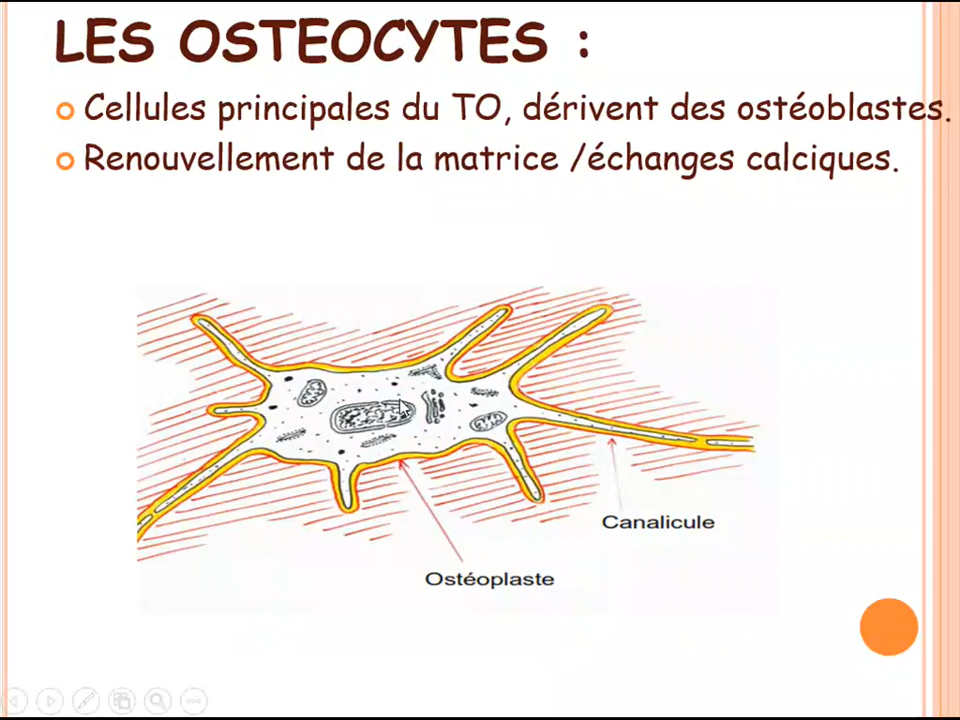 LES OSTEOCYTES :
Cellules principales du TO, dérivent des ostéoblastes.
Renouvellement de la matrice /échanges calciques.
Canalicule
Ostéoplaste